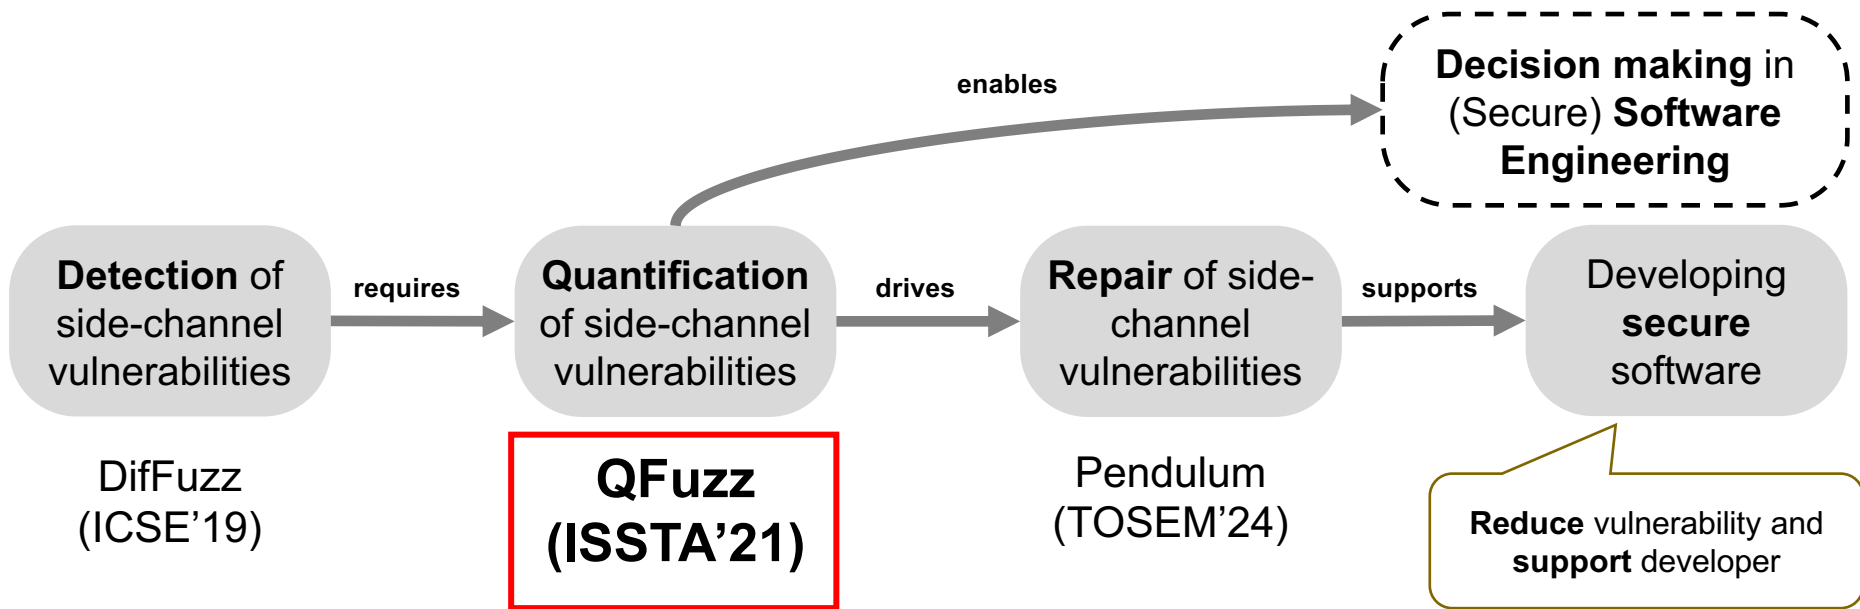 enables
Decision making in
(Secure) Software
Engineering
Detection of
side-channel
vulnerabilities
requires
Quantification
of side-channel
vulnerabilities
drives
Repair of side-
channel
vulnerabilities
supports
Developing
secure
software
DifFuzz
(ICSE’19)
QFuzz
(ISSTA’21)
Pendulum
(TOSEM’24)
Reduce vulnerability and
support developer